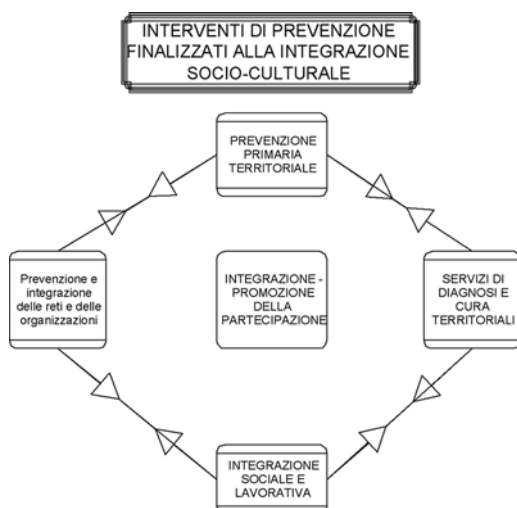 INTERVENTI DI PREVENZIONE
FINALIZZATI ALLA INTEGRAZIONE
SOCIO-CULTURALE
PREVENZIONE
PRIMARIA
TERRITORIALE
Prevenzione e
integrazione
delle reti e delle
organizzazioni
INTEGRAZIONE -
PROMOZIONE
DELLA
PARTECIPAZIONE
SERVIZI DI
DIAGNOSI E
CURA
TERRITORIALI
INTEGRAZIONE
SOCIALE E
LAVORATIVA